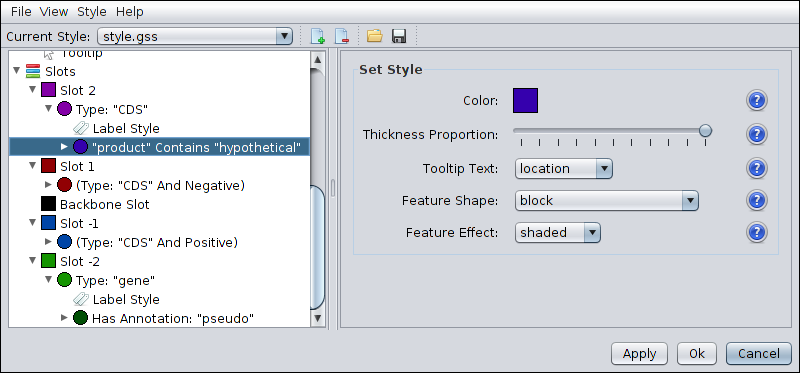 File View Style Help
Current Style: style.gss
Tooltip
Slots
Slot 2
Type: "CDS"
Label Style
"product" Contains "hypothetical"
Slot 1
(Type: "CDS" And Negative)
Backbone Slot
Slot -1
(Type: "CDS" And Positive)
Slot -2
Type: "gene"
Label Style
Has Annotation: "pseudo"
Set Style
Color: ?
Thickness Proportion: ?
Tooltip Text: location ?
Feature Shape: block ?
Feature Effect: shaded ?
Apply Ok Cancel